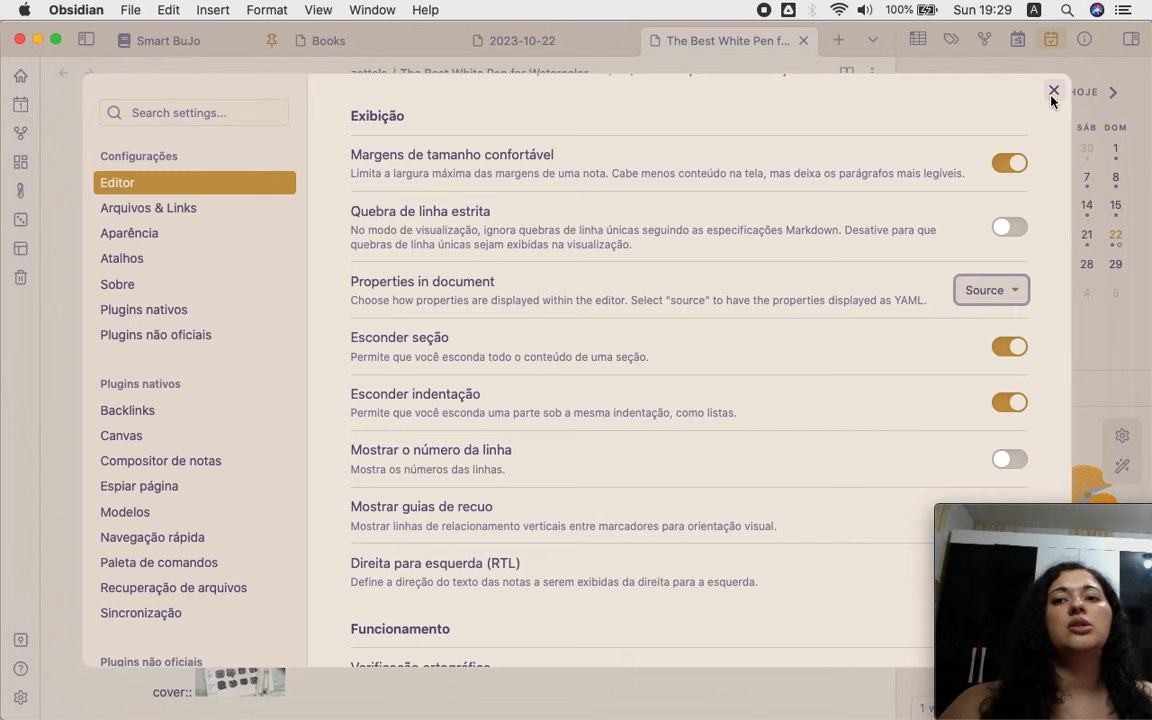 Obsidian File Edit Insert Format View Window Help 100% Sun 19:29 A
Smart BuJo Books 2023-10-22 The Best White Pen f...
HOJE
SÁB DOM
30 1
7 8
14 15
21 22
28 29
4 5
Search settings...
Configurações
Editor
Arquivos & Links
Aparência
Atalhos
Sobre
Plugins nativos
Plugins não oficiais
Plugins nativos
Backlinks
Canvas
Compositor de notas
Espiar página
Modelos
Navegação rápida
Paleta de comandos
Recuperação de arquivos
Sincronização
Plugins não oficiais
Exibição
Margens de tamanho confortável
Limita a largura máxima das margens de uma nota. Cabe menos conteúdo na tela, mas deixa os parágrafos mais legíveis.
Quebra de linha estrita
No modo de visualização, ignora quebras de linha únicas seguindo as especificações Markdown. Desative para que
quebras de linha únicas sejam exibidas na visualização.
Properties in document
Choose how properties are displayed within the editor. Select "source" to have the properties displayed as YAML.
Source
Esconder seção
Permite que você esconda todo o conteúdo de uma seção.
Esconder indentação
Permite que você esconda uma parte sob a mesma indentação, como listas.
Mostrar o número da linha
Mostra os números das linhas.
Mostrar guias de recuo
Mostrar linhas de relacionamento verticais entre marcadores para orientação visual.
Direita para esquerda (RTL)
Define a direção do texto das notas a serem exibidas da direita para a esquerda.
Funcionamento
Verificação ortográfica
cover::